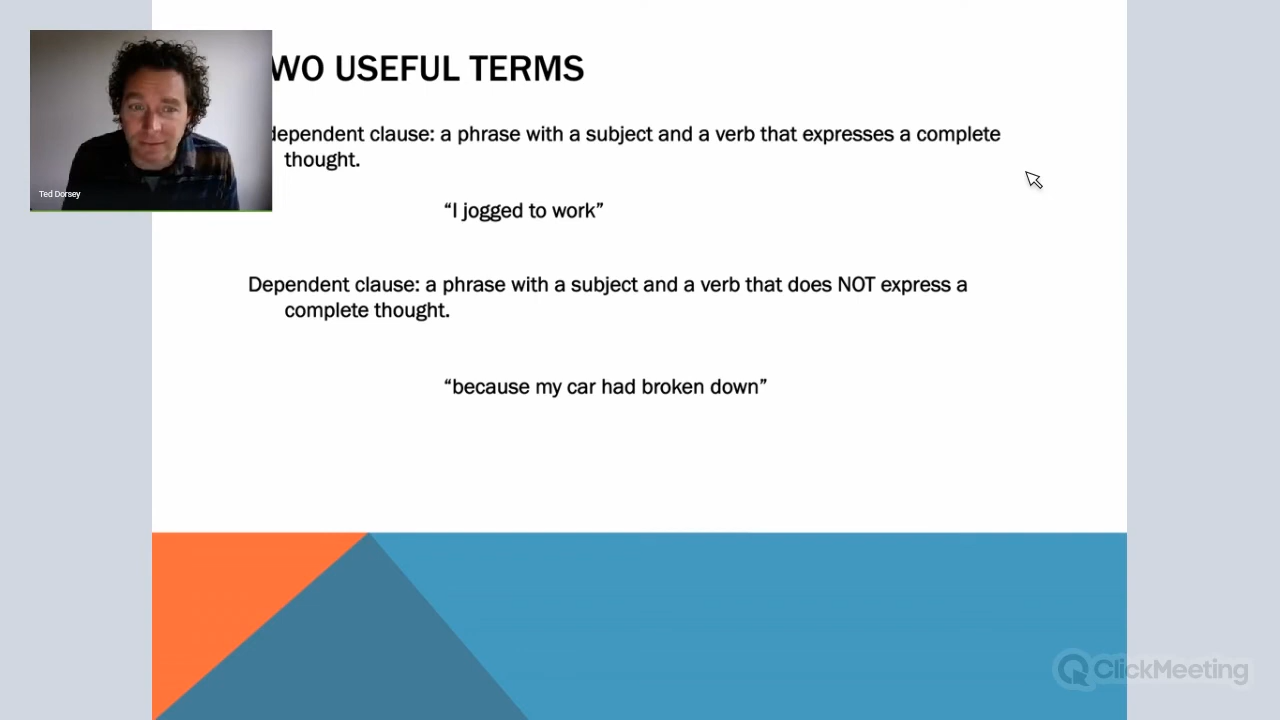 WO USEFUL TERMS
dependent clause: a phrase with a subject and a verb that expresses a complete
thought.
Ted Dorsey
“I jogged to work”
Dependent clause: a phrase with a subject and a verb that does NOT express a
complete thought.
“because my car had broken down”
ClickMeeting